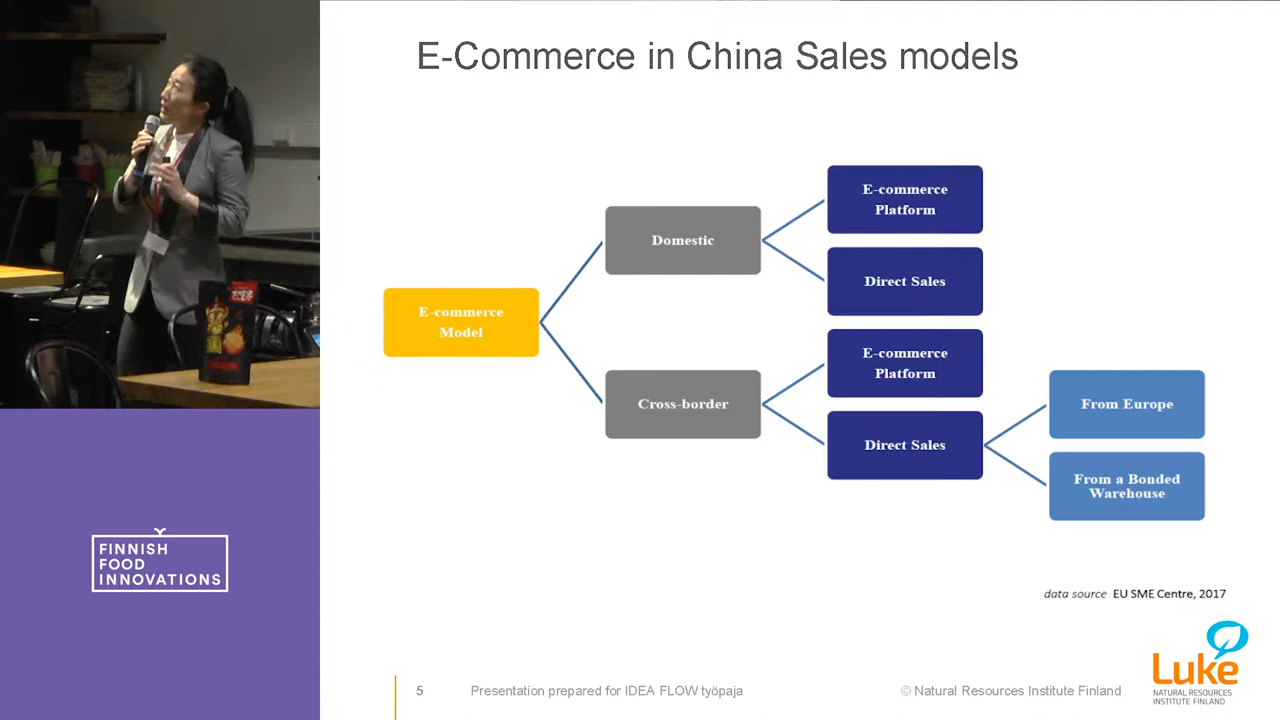 E-Commerce in China Sales models
E-commerce
Model
Domestic
Cross-border
E-commerce
Platform
Direct Sales
E-commerce
Platform
Direct Sales
From Europe
From a Bonded
Warehouse
data source EU SME Centre, 2017
FINNISH
FOOD
INNOVATIONS
5
Presentation prepared for IDEA FLOW työpaja
© Natural Resources Institute Finland
Luke
NATURAL RESOURCES
INSTITUTE FINLAND